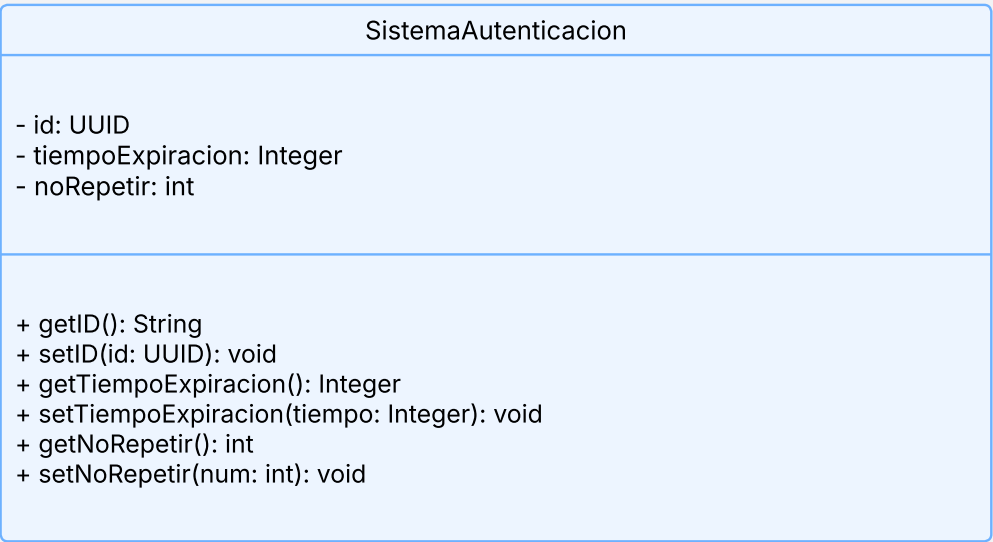 SistemaAutenticacion
- id: UUID
- tiempoExpiracion: Integer
- noRepetir: int
+ getID(): String
+ setID(id: UUID): void
+ getTiempoExpiracion(): Integer
+ setTiempoExpiracion(tiempo: Integer): void
+ getNoRepetir(): int
+ setNoRepetir(num: int): void